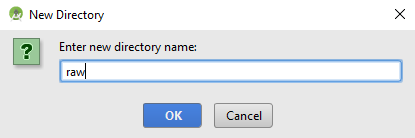 New Directory
Enter new directory name:
raw
OK
Cancel